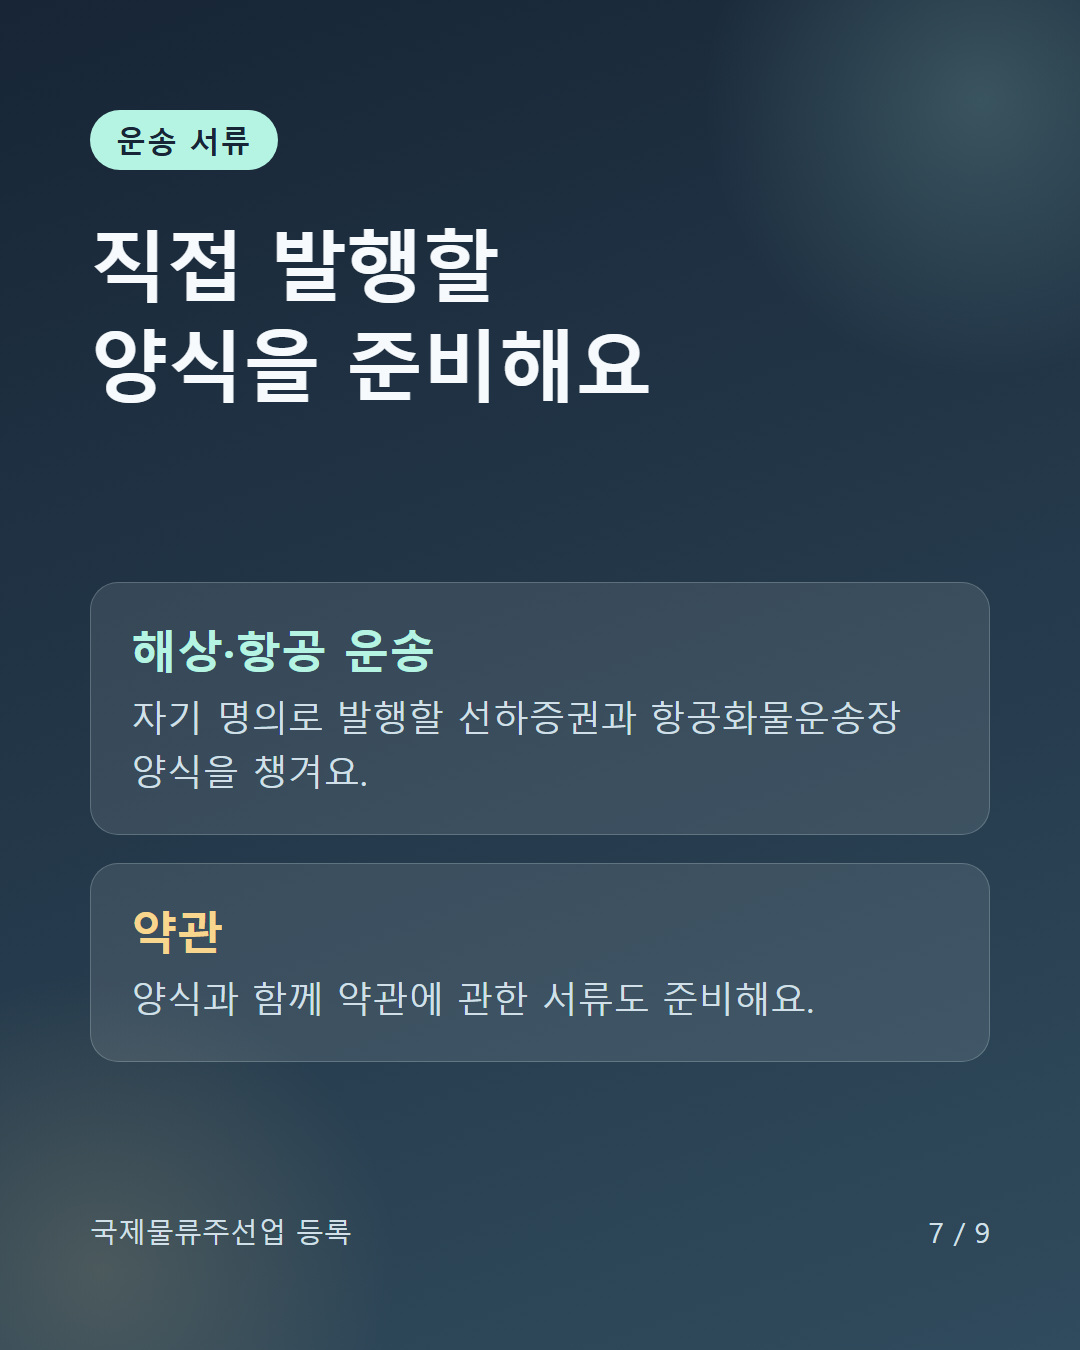 운송 서류
직접 발행할
양식을 준비해요
해상·항공 운송
자기 명의로 발행할 선하증권과 항공화물운송장
양식을 챙겨요.
약관
양식과 함께 약관에 관한 서류도 준비해요.
국제물류주선업 등록
7 / 9